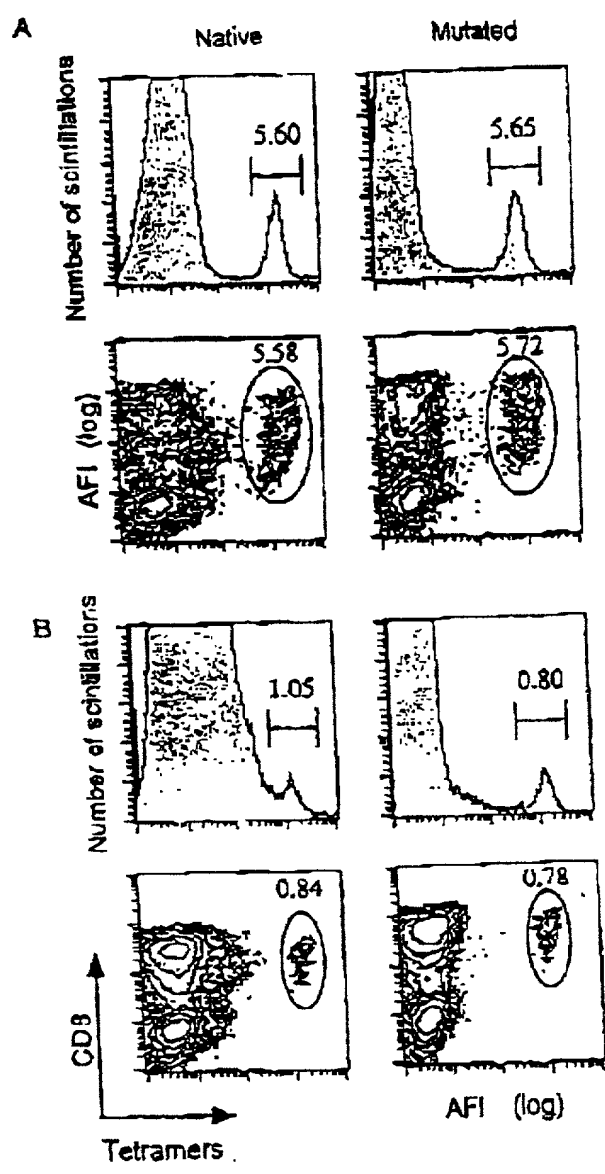 A
Native
Mutated
Number of scintillations
5.60
5.65
AFI (log)
5.58
5.72
B
Number of scintillations
1.05
0.80
CD8
0.84
0.78
Tetramers
AFI (log)